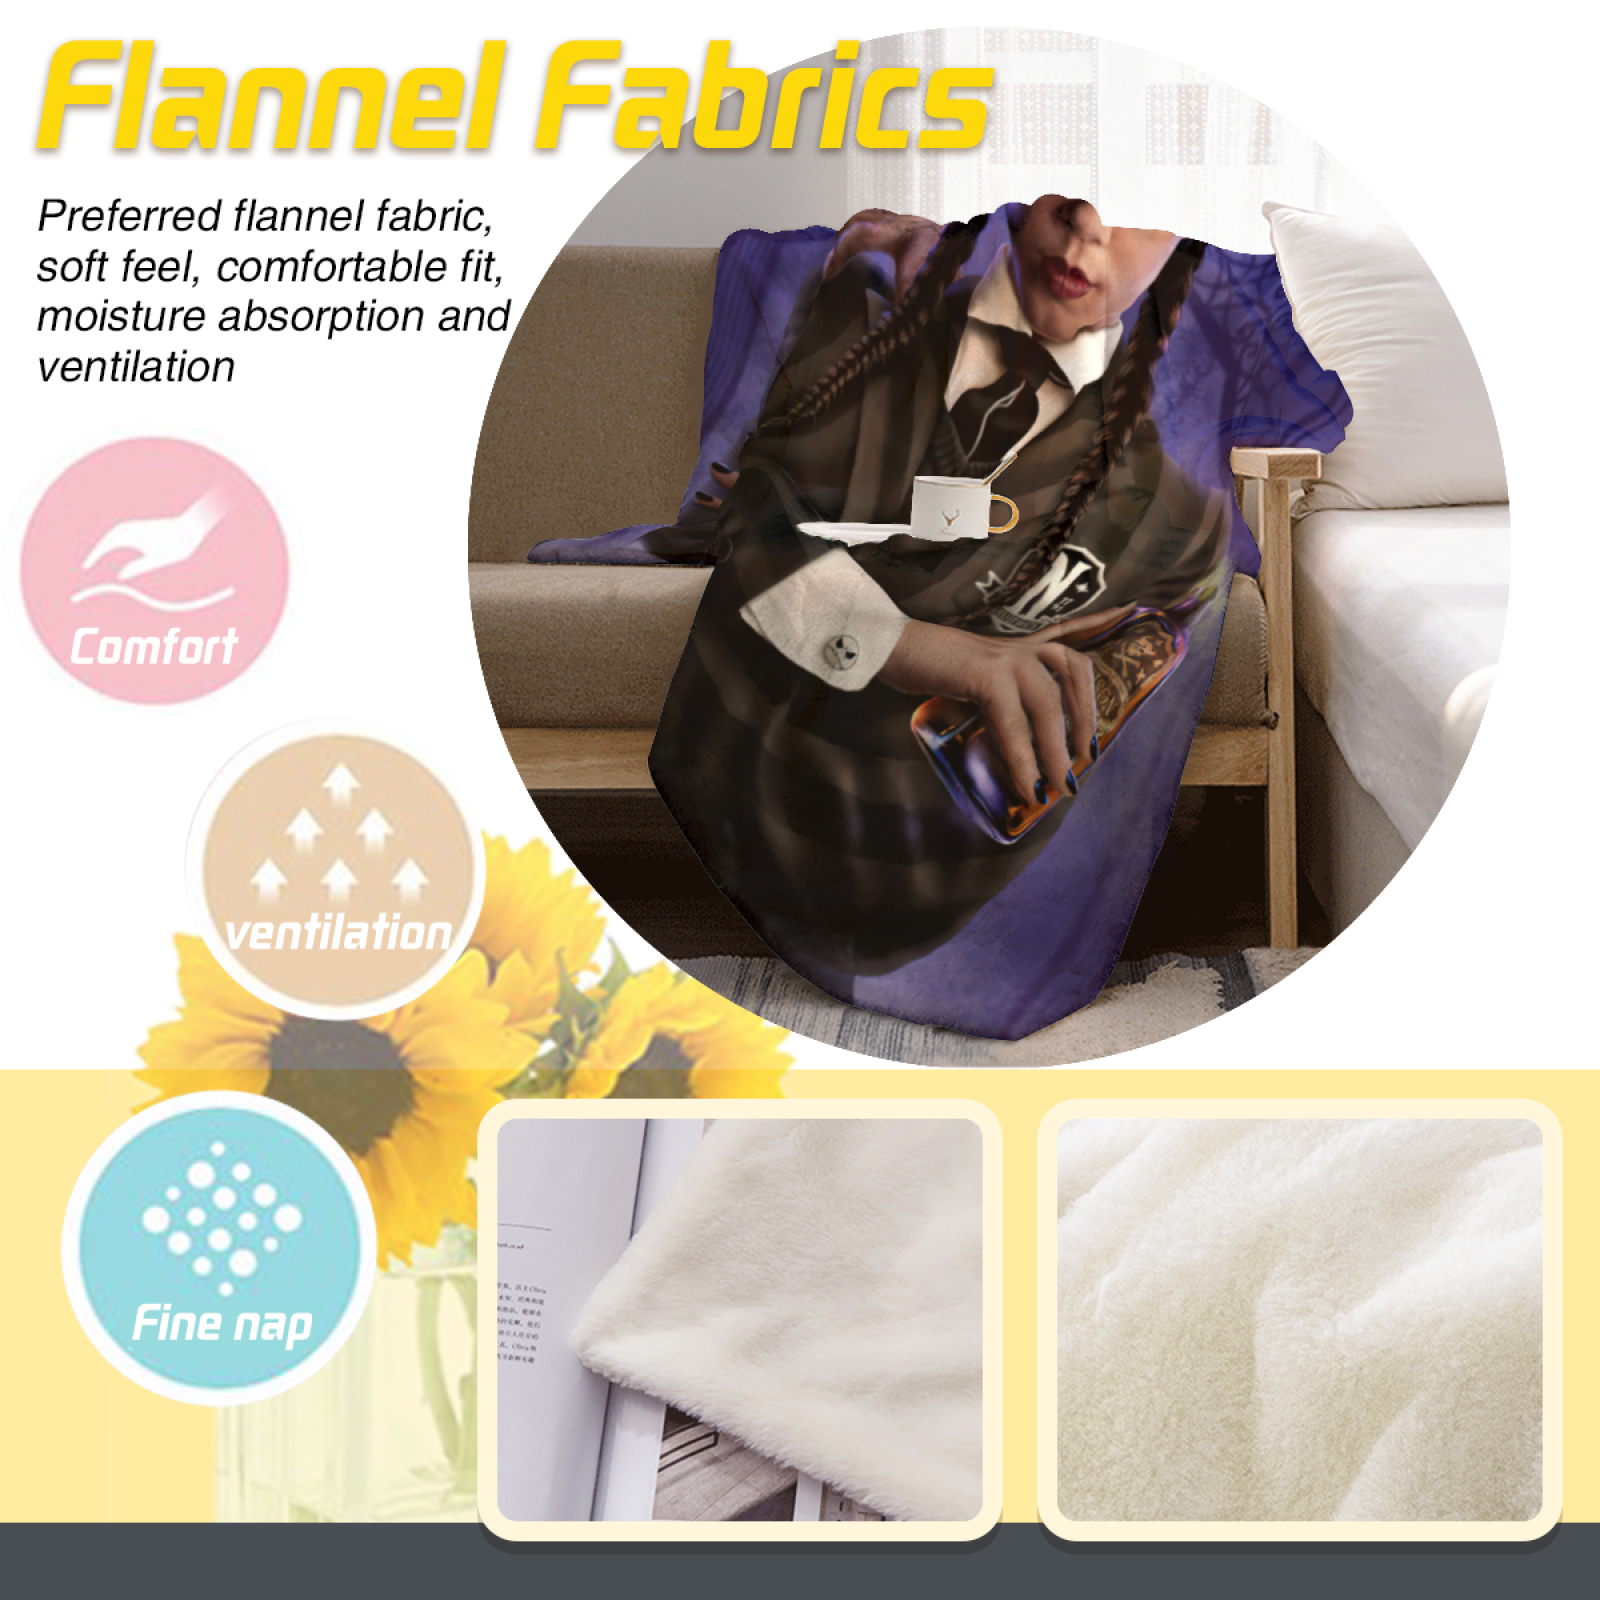 Flannel Fabrics
Preferred flannel fabric,
soft feel, comfortable fit,
moisture absorption and
ventilation
Comfort
ventilation
Fine nap
N